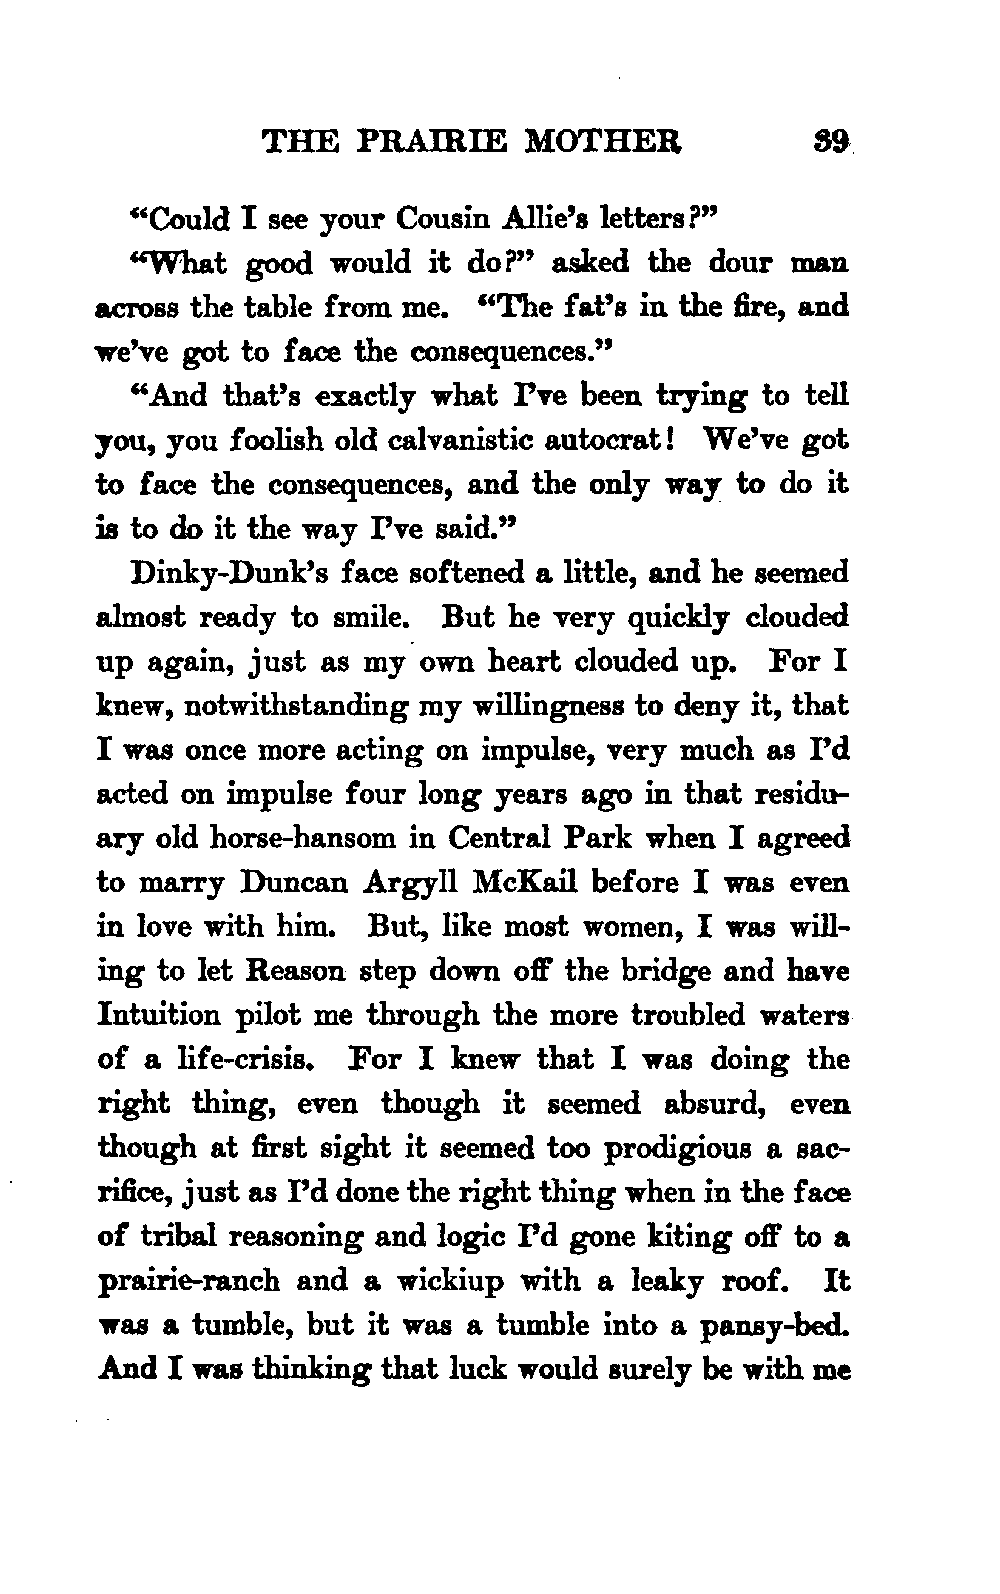 THE PRAIRIE MOTHER 39
“Could I see your Cousin Allie’s letters?”
“What good would it do?” asked the dour man
across the table from me. “The fat’s in the fire, and
we’ve got to face the consequences.”
“And that’s exactly what I’ve been trying to tell
you, you foolish old calvanistic autocrat! We’ve got
to face the consequences, and the only way to do it
is to do it the way I’ve said.”
Dinky-Dunk’s face softened a little, and he seemed
almost ready to smile. But he very quickly clouded
up again, just as my own heart clouded up. For I
knew, notwithstanding my willingness to deny it, that
I was once more acting on impulse, very much as I’d
acted on impulse four long years ago in that residu-
ary old horse-hansom in Central Park when I agreed
to marry Duncan Argyll McKail before I was even
in love with him. But, like most women, I was will-
ing to let Reason step down off the bridge and have
Intuition pilot me through the more troubled waters
of a life-crisis. For I knew that I was doing the
right thing, even though it seemed absurd, even
though at first sight it seemed too prodigious a sac-
rifice, just as I’d done the right thing when in the face
of tribal reasoning and logic I’d gone kiting off to a
prairie-ranch and a wickiup with a leaky roof. It
was a tumble, but it was a tumble into a pansy-bed.
And I was thinking that luck would surely be with me